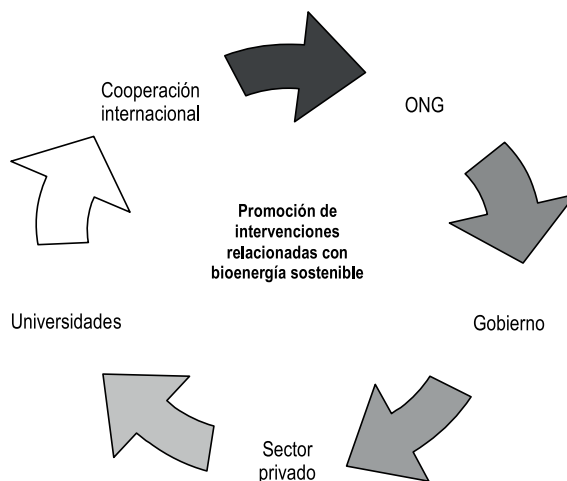 Cooperación
internacional
ONG
Promoción de
intervenciones
relacionadas con
bioenergía sostenible
Universidades
Gobierno
Sector
privado